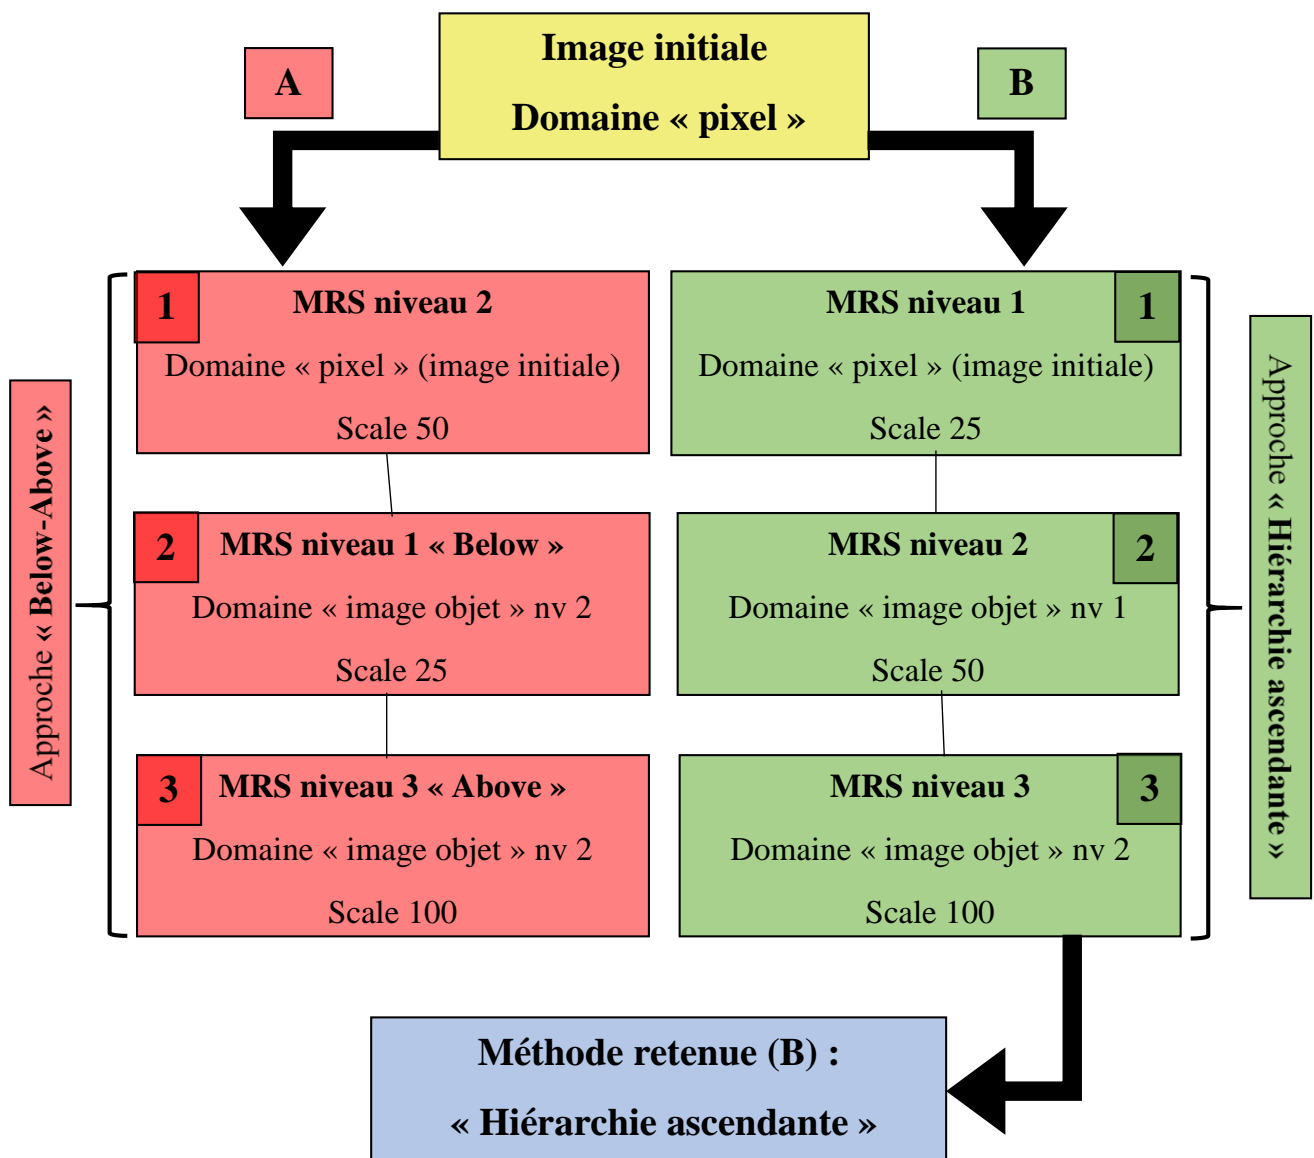 Image initiale
Domaine « pixel »
A
B
Approche « Below-Above »
1
MRS niveau 2
Domaine « pixel » (image initiale)
Scale 50
2
MRS niveau 1 « Below »
Domaine « image objet » nv 2
Scale 25
3
MRS niveau 3 « Above »
Domaine « image objet » nv 2
Scale 100
MRS niveau 1
1
Domaine « pixel » (image initiale)
Scale 25
MRS niveau 2
2
Domaine « image objet » nv 1
Scale 50
MRS niveau 3
3
Domaine « image objet » nv 2
Scale 100
Approche « Hiérarchie ascendante »
Méthode retenue (B) :
« Hiérarchie ascendante »